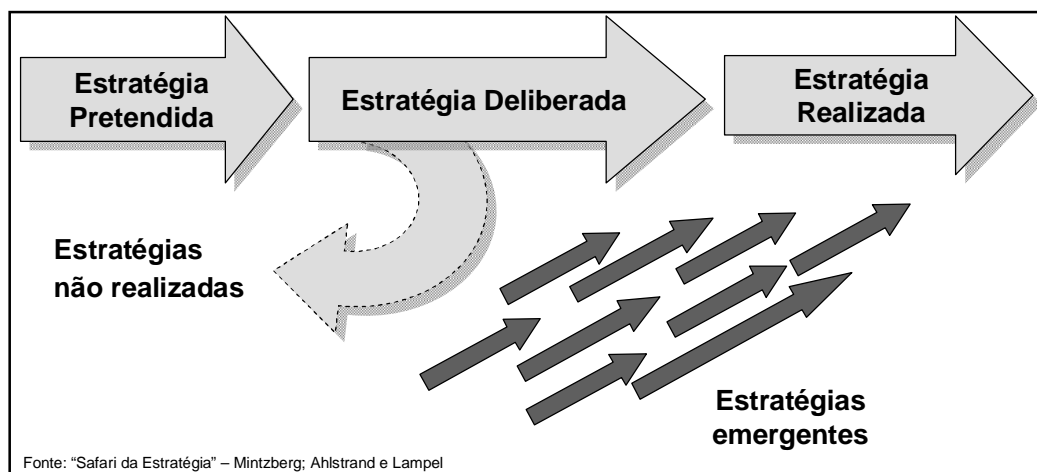 Estratégia
Pretendida
Estratégia Deliberada
Estratégia
Realizada
Estratégias
não realizadas
Estratégias
emergentes
Fonte: “Safari da Estratégia” – Mintzberg; Ahlstrand e Lampel